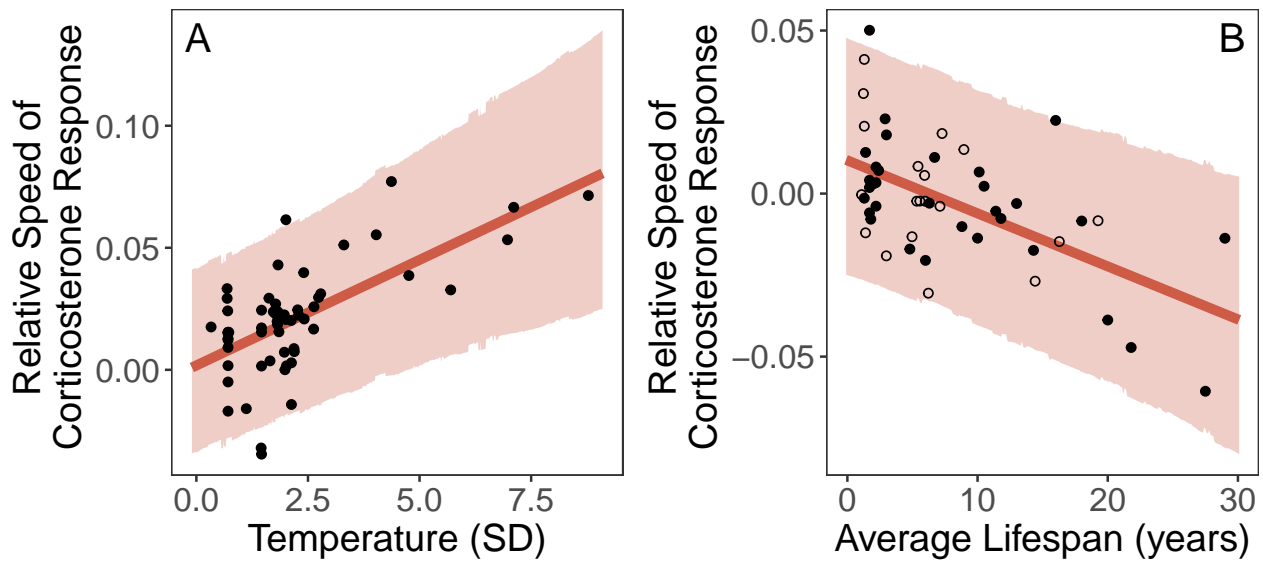 A
Relative Speed of
Corticosterone Response
0.10
0.05
0.00
0.0 2.5 5.0 7.5
Temperature (SD)
B
Relative Speed of
Corticosterone Response
0.05
0.00
−0.05
0 10 20 30
Average Lifespan (years)